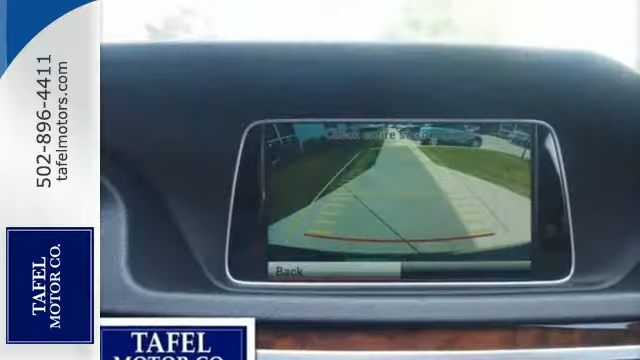 502-896-4411
tafelmotors.com
TAFEL
MOTOR CO.
Back
TAFEL
MOTOR CO.